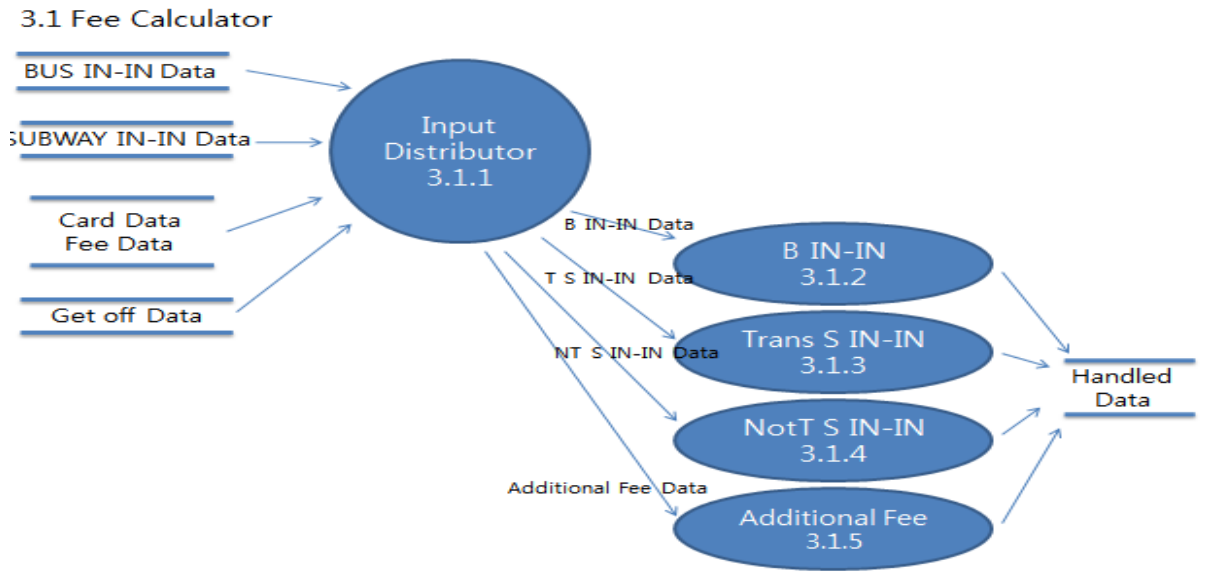 3.1 Fee Calculator
BUS IN-IN Data
SUBWAY IN-IN Data
Card Data
Fee Data
Get off Data
Input
Distributor
3.1.1
B IN-IN Data
T S IN-IN Data
NT S IN-IN Data
Additional Fee Data
B IN-IN
3.1.2
Trans S IN-IN
3.1.3
NotT S IN-IN
3.1.4
Additional Fee
3.1.5
Handled
Data